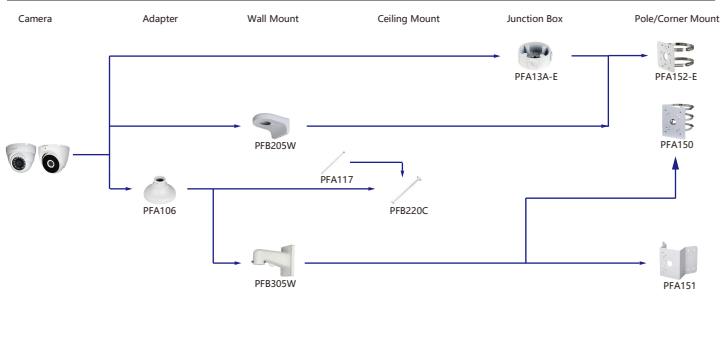 Camera
Adapter
Wall Mount
Ceiling Mount
Junction Box
Pole/Corner Mount
PFA13A-E
PFA152-E
PFB205W
PFA150
PFA117
PFA106
PFB220C
PFB305W
PFA151